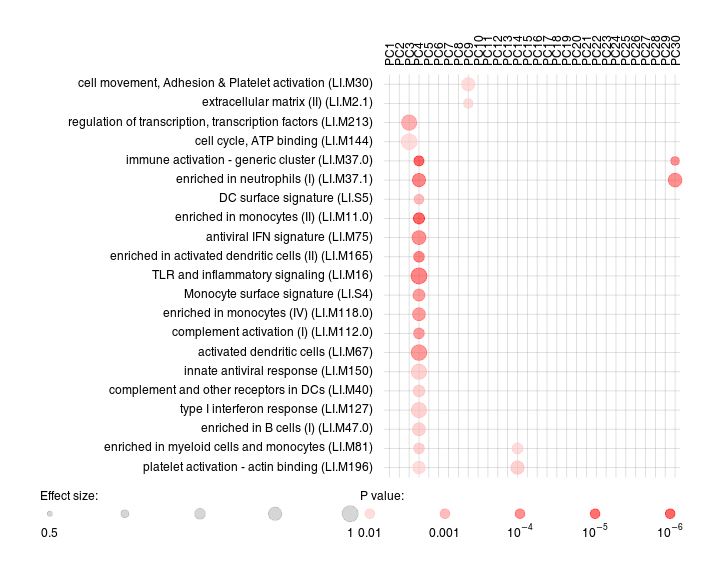 PC1 PC2 PC3 PC4 PC5 PC6 PC7 PC8 PC9 PC10 PC11 PC12 PC13 PC14 PC15 PC16 PC17 PC18 PC19 PC20 PC21 PC22 PC23 PC24 PC25 PC26 PC27 PC28 PC29 PC30
cell movement, Adhesion & Platelet activation (LI.M30)
extracellular matrix (II) (LI.M2.1)
regulation of transcription, transcription factors (LI.M213)
cell cycle, ATP binding (LI.M144)
immune activation - generic cluster (LI.M37.0)
enriched in neutrophils (I) (LI.M37.1)
DC surface signature (LI.S5)
enriched in monocytes (II) (LI.M11.0)
antiviral IFN signature (LI.M75)
enriched in activated dendritic cells (II) (LI.M165)
TLR and inflammatory signaling (LI.M16)
Monocyte surface signature (LI.S4)
enriched in monocytes (IV) (LI.M118.0)
complement activation (I) (LI.M112.0)
activated dendritic cells (LI.M67)
innate antiviral response (LI.M150)
complement and other receptors in DCs (LI.M40)
type I interferon response (LI.M127)
enriched in B cells (I) (LI.M47.0)
enriched in myeloid cells and monocytes (LI.M81)
platelet activation - actin binding (LI.M196)
Effect size: P value:
0.5 1 0.01 0.001 10⁻⁴ 10⁻⁵ 10⁻⁶